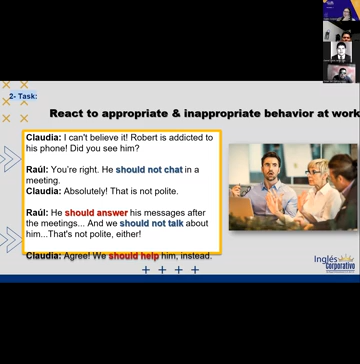 2- Task:
React to appropriate & inappropriate behavior at work
Claudia: I can't believe it! Robert is addicted to
his phone! Did you see him?
Raúl: You're right. He should not chat in a
meeting.
Claudia: Absolutely! That is not polite.
Raúl: He should answer his messages after
the meetings... And we should not talk about
him...That's not polite, either!
Claudia: Agree! We should help him, instead.
Inglés
Corporativo